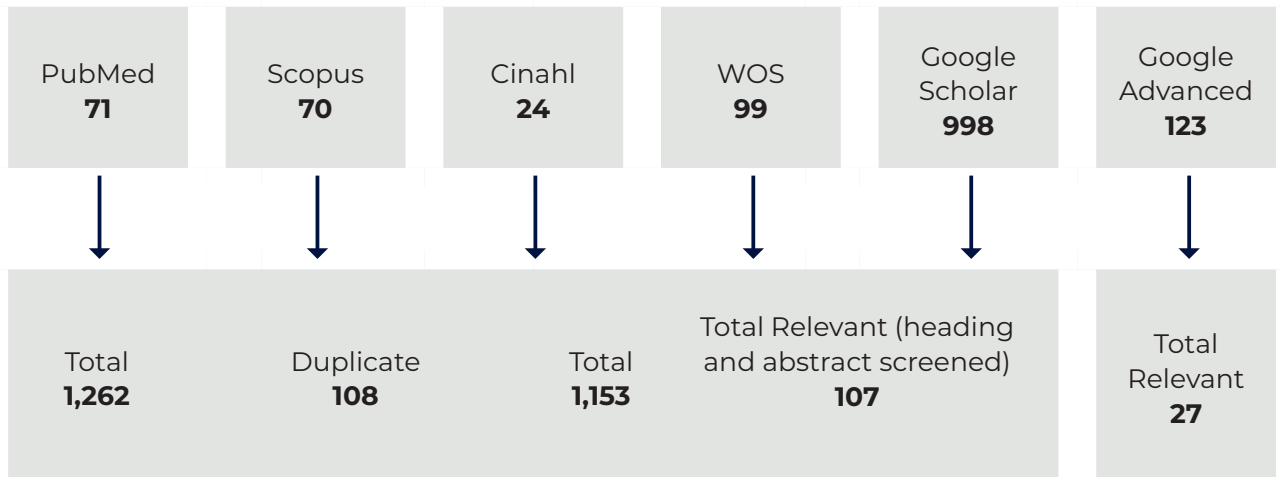 PubMed
71
Scopus
70
Cinahl
24
WOS
99
Google
Scholar
998
Google
Advanced
123
Total
1,262
Duplicate
108
Total
1,153
Total Relevant (heading
and abstract screened)
107
Total
Relevant
27